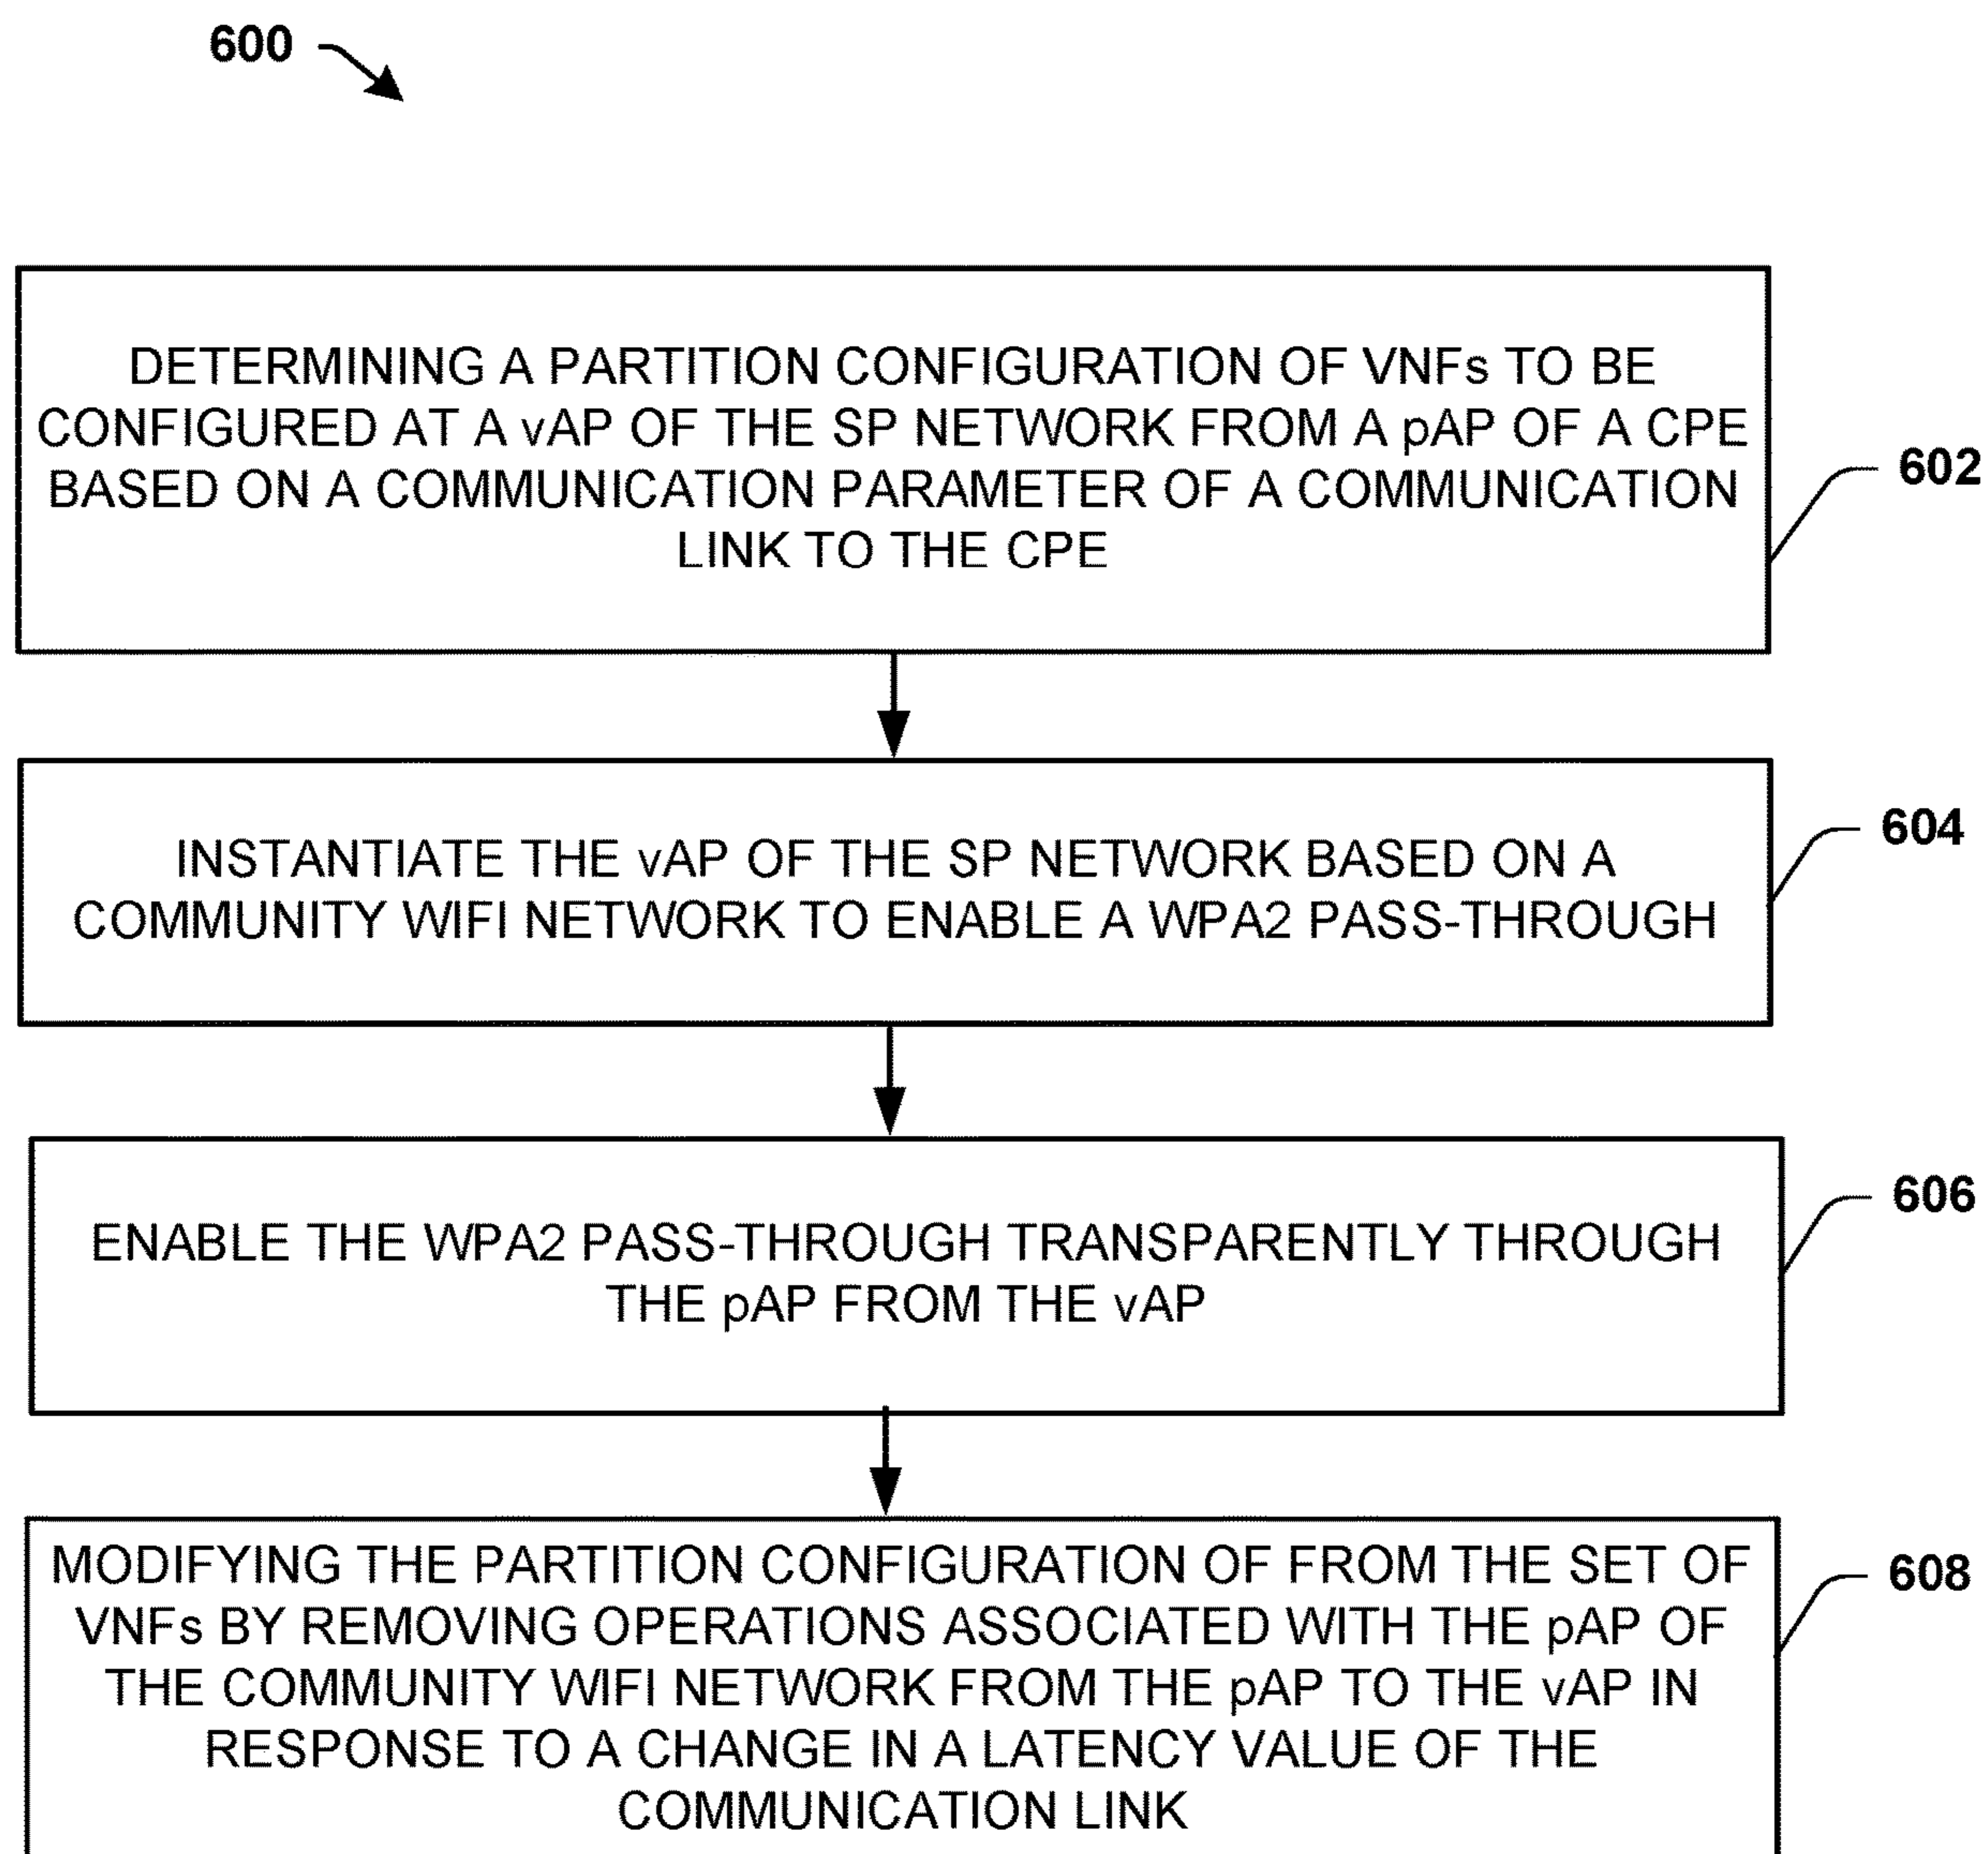 600
DETERMINING A PARTITION CONFIGURATION OF VNFs TO BE
CONFIGURED AT A vAP OF THE SP NETWORK FROM A pAP OF A CPE
BASED ON A COMMUNICATION PARAMETER OF A COMMUNICATION
LINK TO THE CPE
602
INSTANTIATE THE vAP OF THE SP NETWORK BASED ON A
COMMUNITY WIFI NETWORK TO ENABLE A WPA2 PASS-THROUGH
604
ENABLE THE WPA2 PASS-THROUGH TRANSPARENTLY THROUGH
THE pAP FROM THE vAP
606
MODIFYING THE PARTITION CONFIGURATION OF FROM THE SET OF
VNFs BY REMOVING OPERATIONS ASSOCIATED WITH THE pAP OF
THE COMMUNITY WIFI NETWORK FROM THE pAP TO THE vAP IN
RESPONSE TO A CHANGE IN A LATENCY VALUE OF THE
COMMUNICATION LINK
608